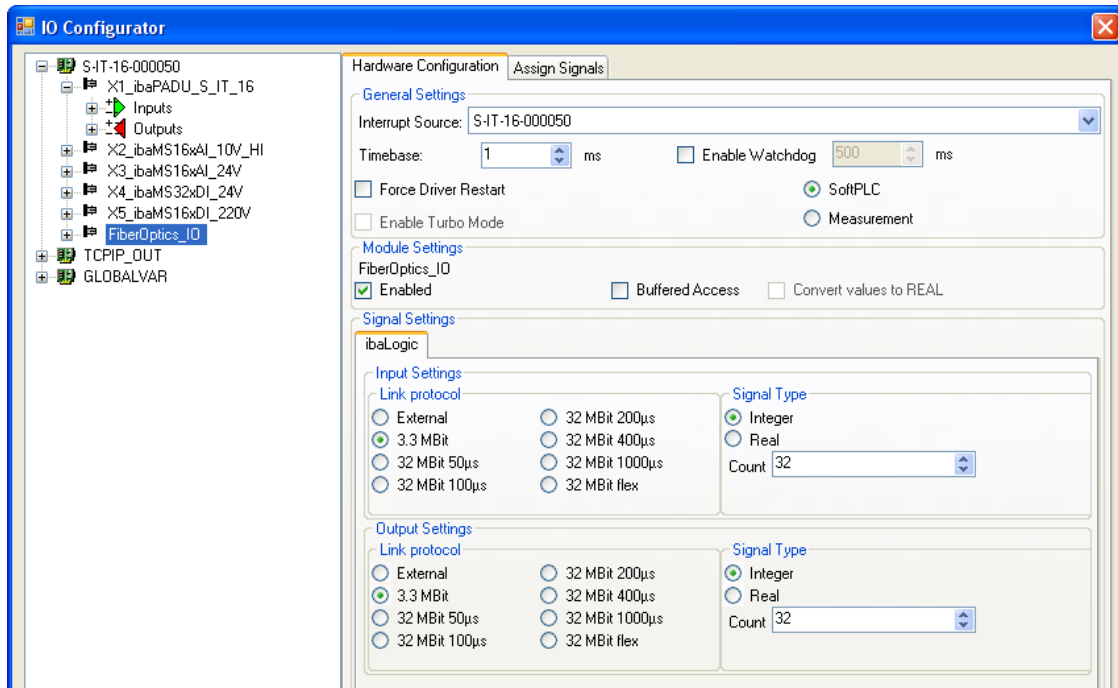 IO Configurator
S-IT-16-000050
X1_ibaPADU_S_IT_16
Inputs
Outputs
X2_ibaMS16xAI_10V_HI
X3_ibaMS16xAI_24V
X4_ibaMS32xDI_24V
X5_ibaMS16xDI_220V
FiberOptics_IO
TCPIP_OUT
GLOBALVAR
Hardware Configuration Assign Signals
General Settings
Interrupt Source: S-IT-16-000050
Timebase: 1 ms Enable Watchdog 500 ms
Force Driver Restart SoftPLC
Enable Turbo Mode Measurement
Module Settings
FiberOptics_IO
Enabled Buffered Access Convert values to REAL
Signal Settings
ibaLogic
Input Settings
Link protocol Signal Type
External 32 MBit 200µs Integer
3.3 MBit 32 MBit 400µs Real
32 MBit 50µs 32 MBit 1000µs Count 32
32 MBit 100µs 32 MBit flex
Output Settings
Link protocol Signal Type
External 32 MBit 200µs Integer
3.3 MBit 32 MBit 400µs Real
32 MBit 50µs 32 MBit 1000µs Count 32
32 MBit 100µs 32 MBit flex